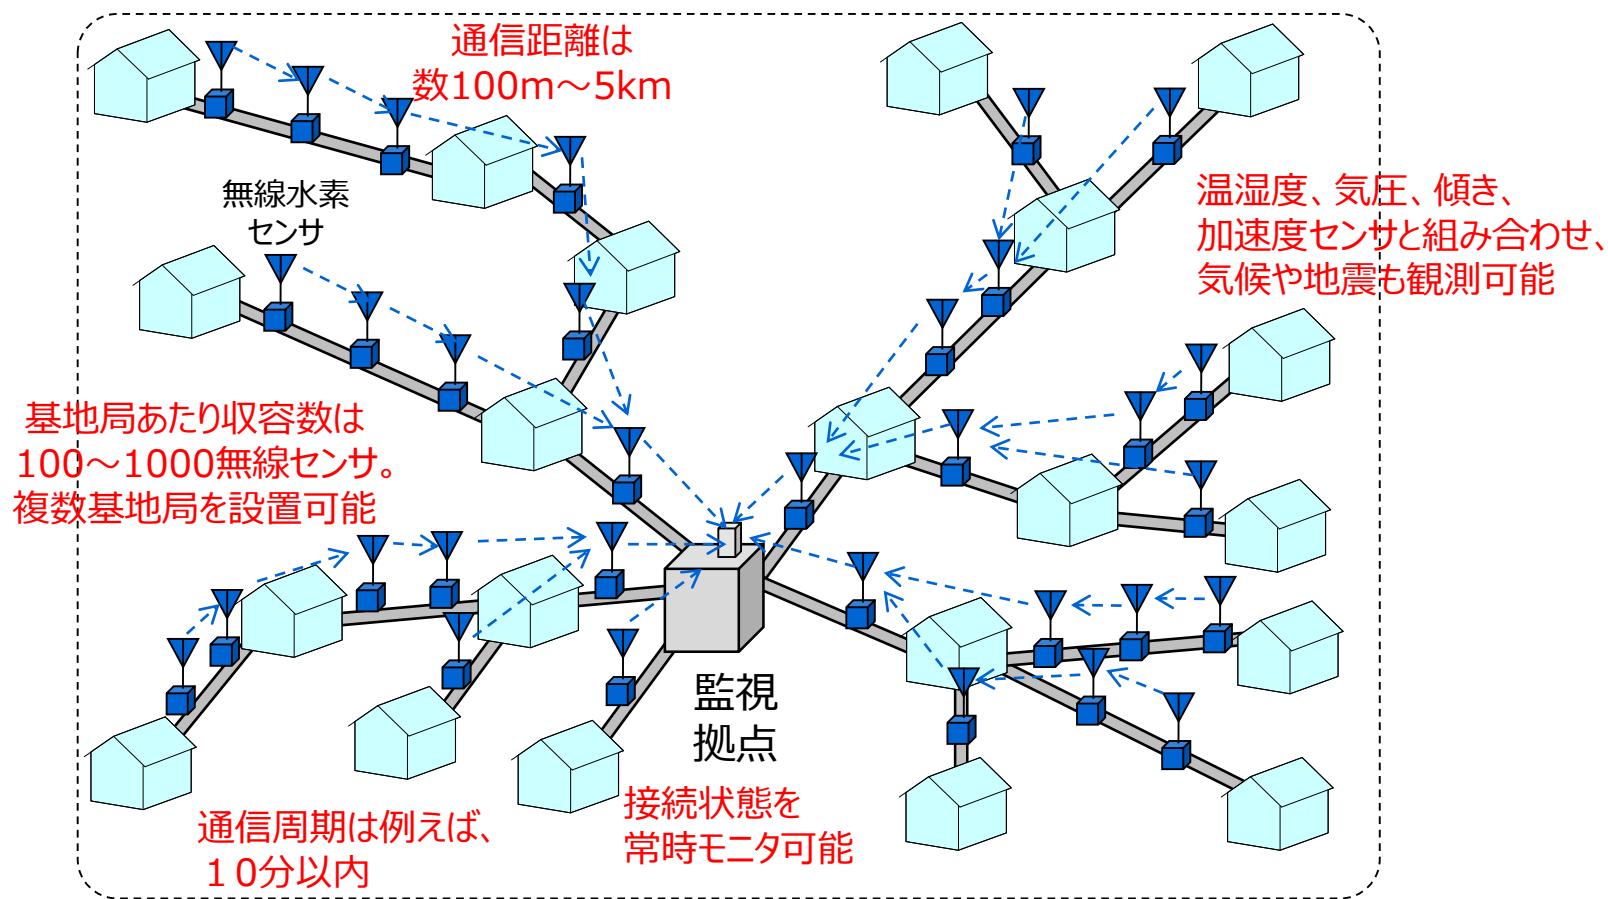 通信距離は
数100m～5km
無線水素
センサ
温湿度、気圧、傾き、
加速度センサと組み合わせ、
気候や地震も観測可能
基地局あたり収容数は
100～1000無線センサ。
複数基地局を設置可能
監視
拠点
接続状態を
常時モニタ可能
通信周期は例えば、
１0分以内